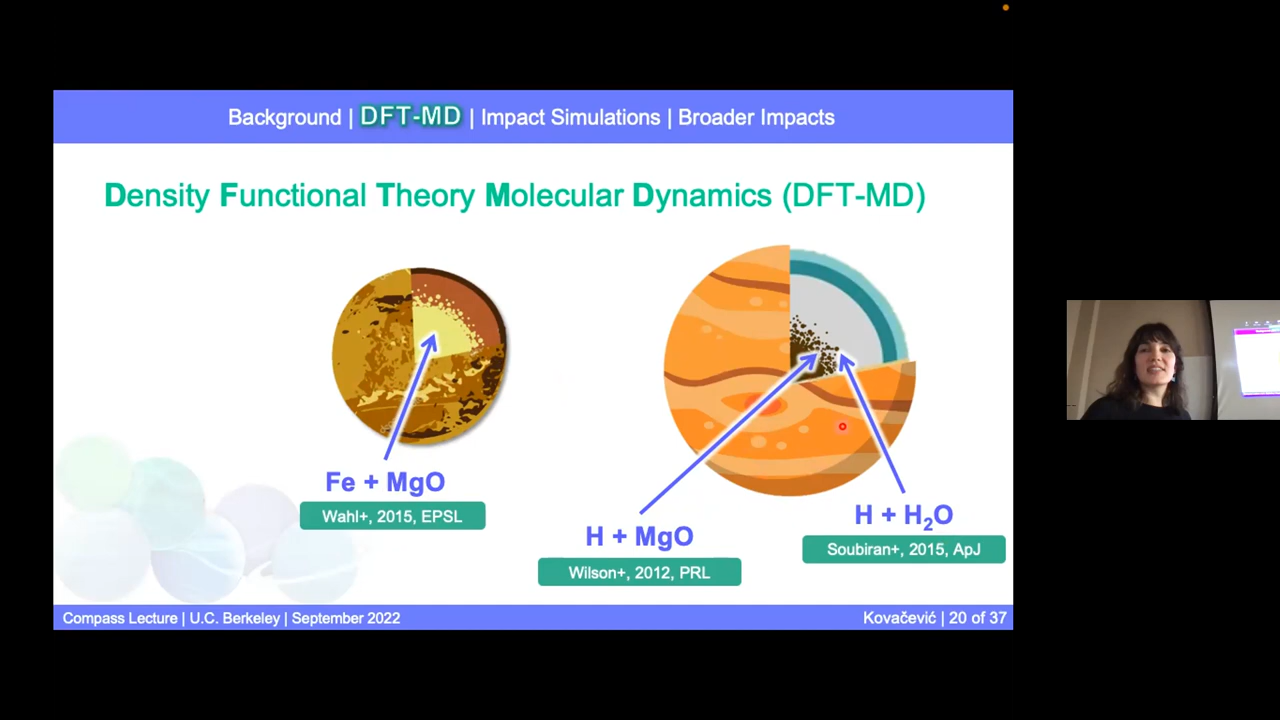 Background | DFT-MD | Impact Simulations | Broader Impacts
Density Functional Theory Molecular Dynamics (DFT-MD)
Fe + MgO
Wahl+, 2015, EPSL
H + MgO
Wilson+, 2012, PRL
H + H₂O
Soubiran+, 2015, ApJ
Compass Lecture | U.C. Berkeley | September 2022
Kovačević | 20 of 37